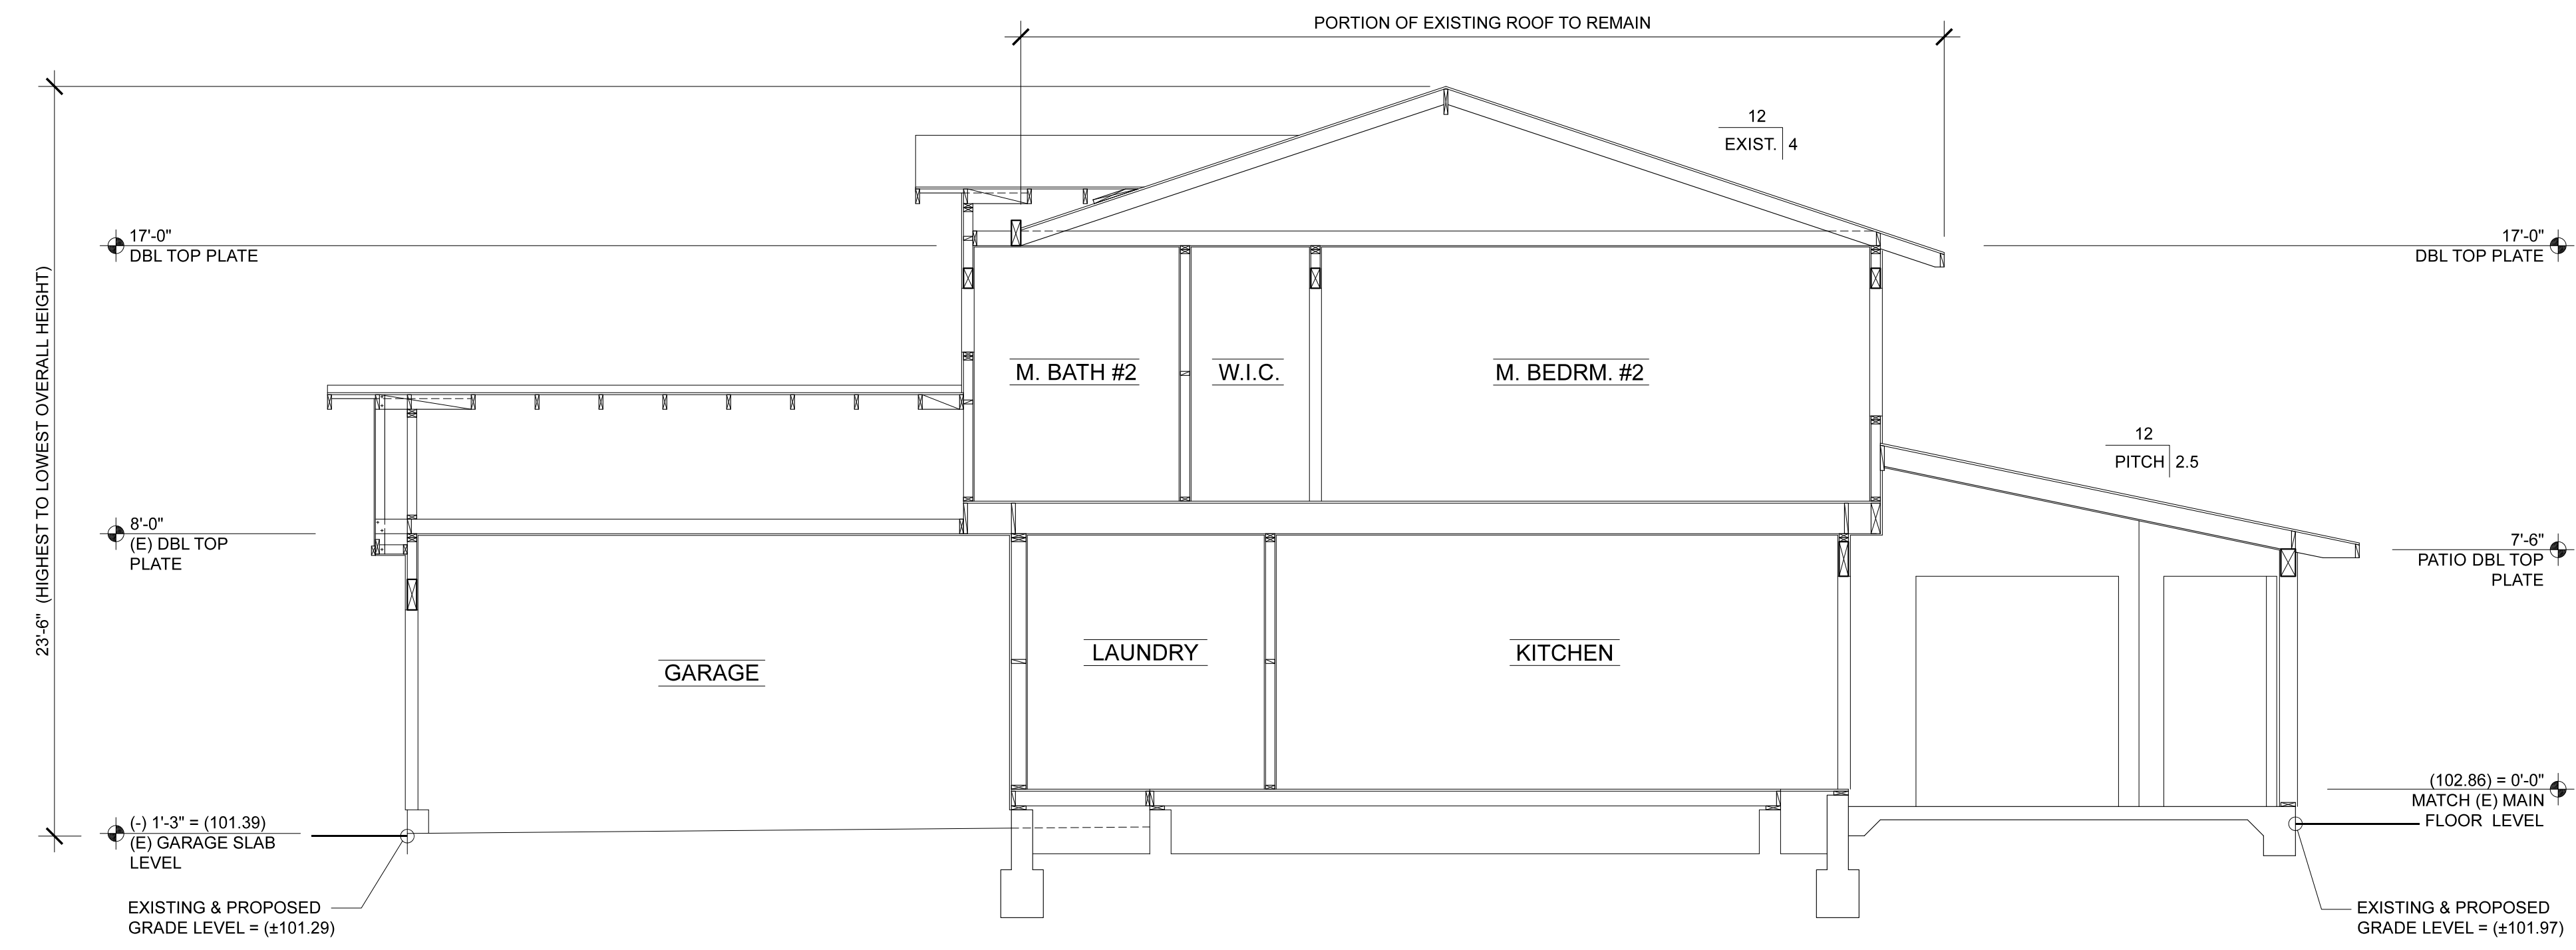 PORTION OF EXISTING ROOF TO REMAIN
12
EXIST. 4
17'-0"
DBL TOP PLATE
17'-0"
DBL TOP PLATE
23'-6" (HIGHEST TO LOWEST OVERALL HEIGHT)
M. BATH #2
W.I.C.
M. BEDRM. #2
12
PITCH 2.5
8'-0"
(E) DBL TOP
PLATE
7'-6"
PATIO DBL TOP
PLATE
GARAGE
LAUNDRY
KITCHEN
(-) 1'-3" = (101.39)
(E) GARAGE SLAB
LEVEL
(102.86) = 0'-0"
MATCH (E) MAIN
FLOOR LEVEL
EXISTING & PROPOSED
GRADE LEVEL = (±101.29)
EXISTING & PROPOSED
GRADE LEVEL = (±101.97)